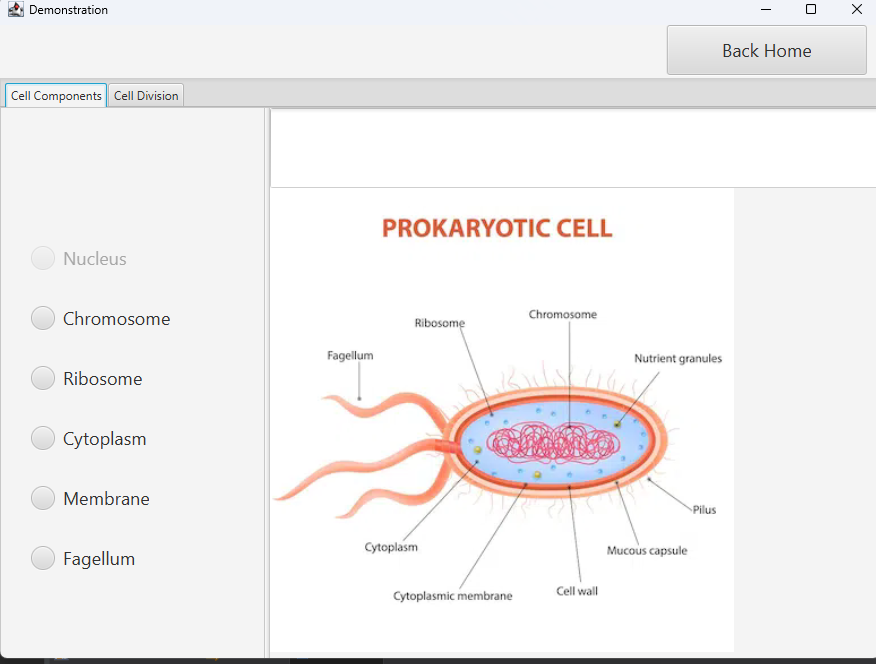 Demonstration
Back Home
Cell Components
Cell Division
Nucleus
Chromosome
Ribosome
Cytoplasm
Membrane
Fagellum
PROKARYOTIC CELL
Chromosome
Ribosome
Fagellum
Nutrient granules
Pilus
Cytoplasm
Mucous capsule
Cell wall
Cytoplasmic membrane